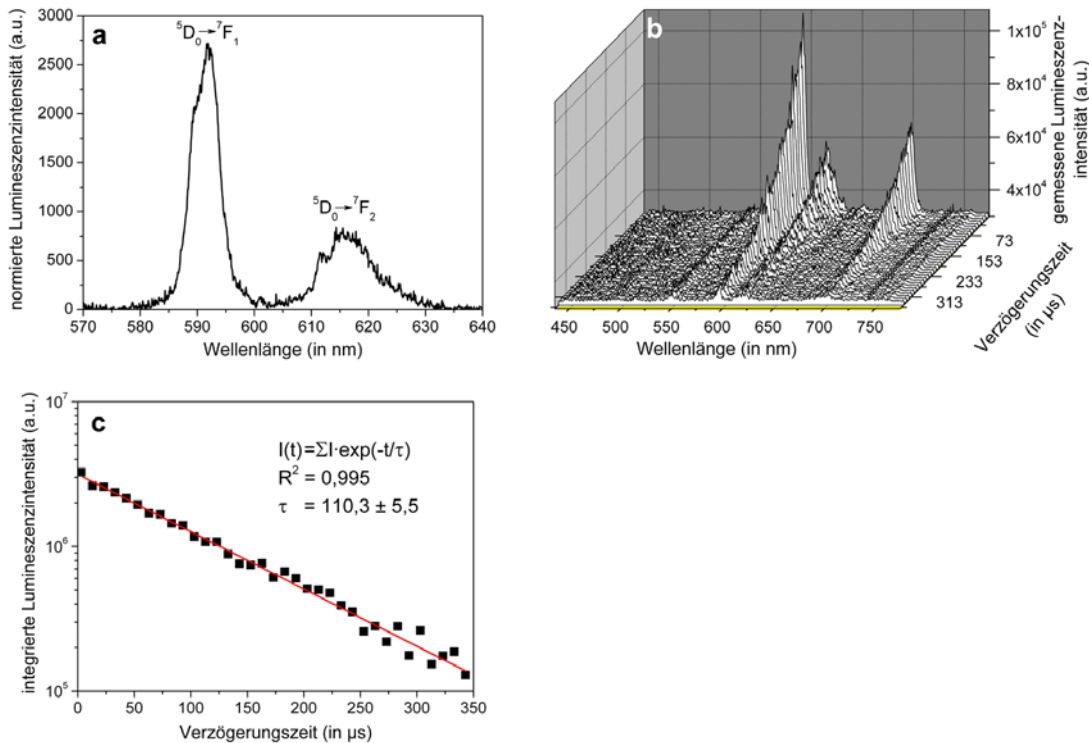 a
⁵D₀→⁷F₁
⁵D₀→⁷F₂
normierte Lumineszenzintensität (a.u.)
3000
2500
2000
1500
1000
500
0
570 580 590 600 610 620 630 640
Wellenlänge (in nm)
b
1x10⁵
8x10⁴
6x10⁴
4x10⁴
gemessene Lumineszenz-
intensität (a.u.)
73
153
233
313
Verzögerungszeit
(in µs)
450 500 550 600 650 700 750
Wellenlänge (in nm)
c
I(t)=ΣI·exp(-t/τ)
R² = 0,995
τ = 110,3 ± 5,5
integrierte Lumineszenzintensität (a.u.)
10⁷
10⁶
10⁵
0 50 100 150 200 250 300 350
Verzögerungszeit (in µs)